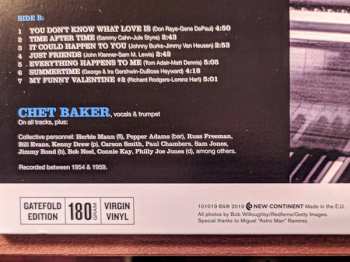 SIDE B:
1 YOU DON'T KNOW WHAT LOVE IS (Don Raye-Gene DePaul) 4:50
2 TIME AFTER TIME (Sammy Cahn-Jule Styne) 2:43
3 IT COULD HAPPEN TO YOU (Johnny Burke-Jimmy Van Heusen) 2:53
4 JUST FRIENDS (John Klenner-Sam M. Lewis) 2:43
5 EVERYTHING HAPPENS TO ME (Tom Adair-Matt Dennis) 5:05
6 SUMMERTIME (George & Ira Gershwin-DuBose Heyward) 4:15
7 MY FUNNY VALENTINE #2 (Richard Rodgers-Lorenz Hart) 5:01
CHET BAKER, vocals & trumpet
On all tracks, plus:
Collective personnel: Herbie Mann (fl), Pepper Adams (bar), Russ Freeman,
Bill Evans, Kenny Drew (p), Carson Smith, Paul Chambers, Sam Jones,
Jimmy Bond (b), Bob Neel, Connie Kay, Philly Joe Jones (d), among others.
Recorded between 1954 & 1959.
GATEFOLD EDITION
180 GRAM
VIRGIN VINYL
101019 ©&℗ 2019 NEW CONTINENT Made in the E.U.
All photos by Bob Willoughby/Redferns/Getty Images.
Special thanks to Miguel "Astro Man" Ramirez.